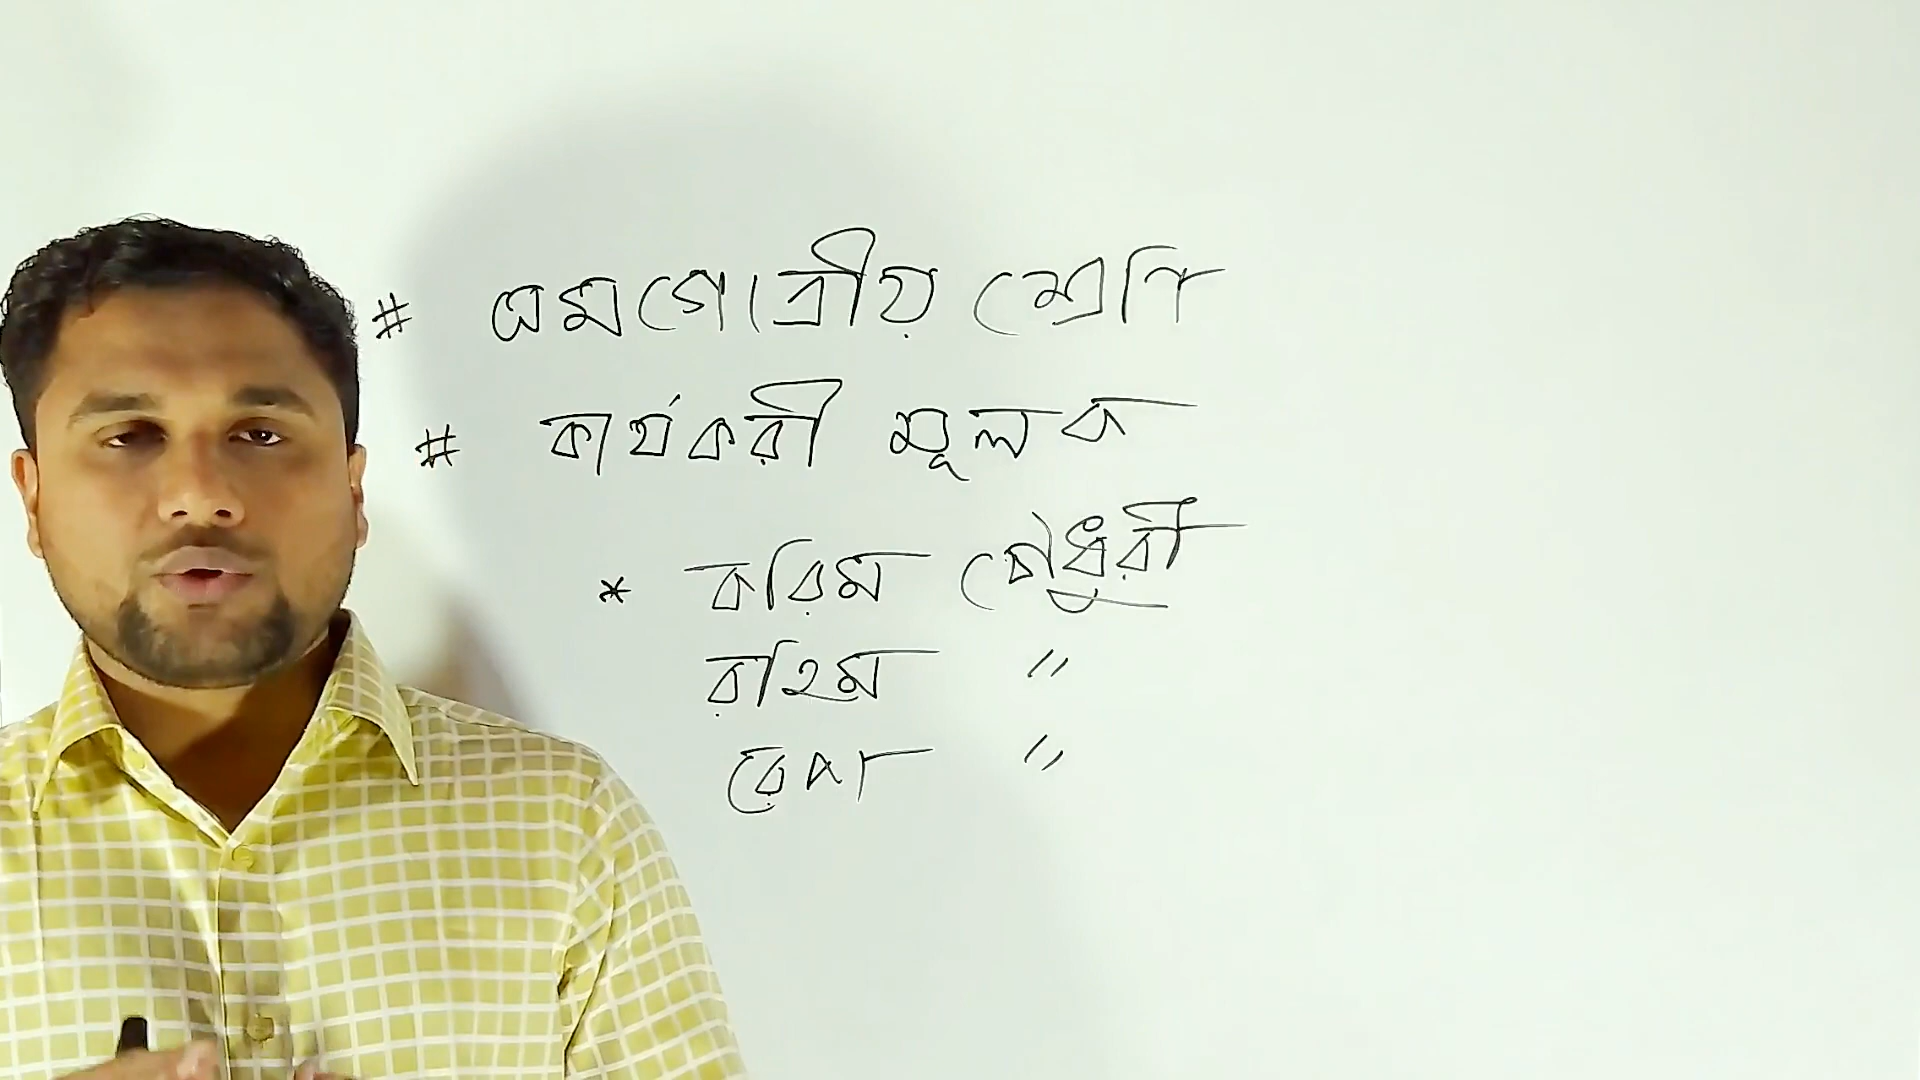 # সমগোত্রীয় শ্রেণি
# কার্যকরী মূলক
* করিম চৌধুরী
রহিম "
রেনা "